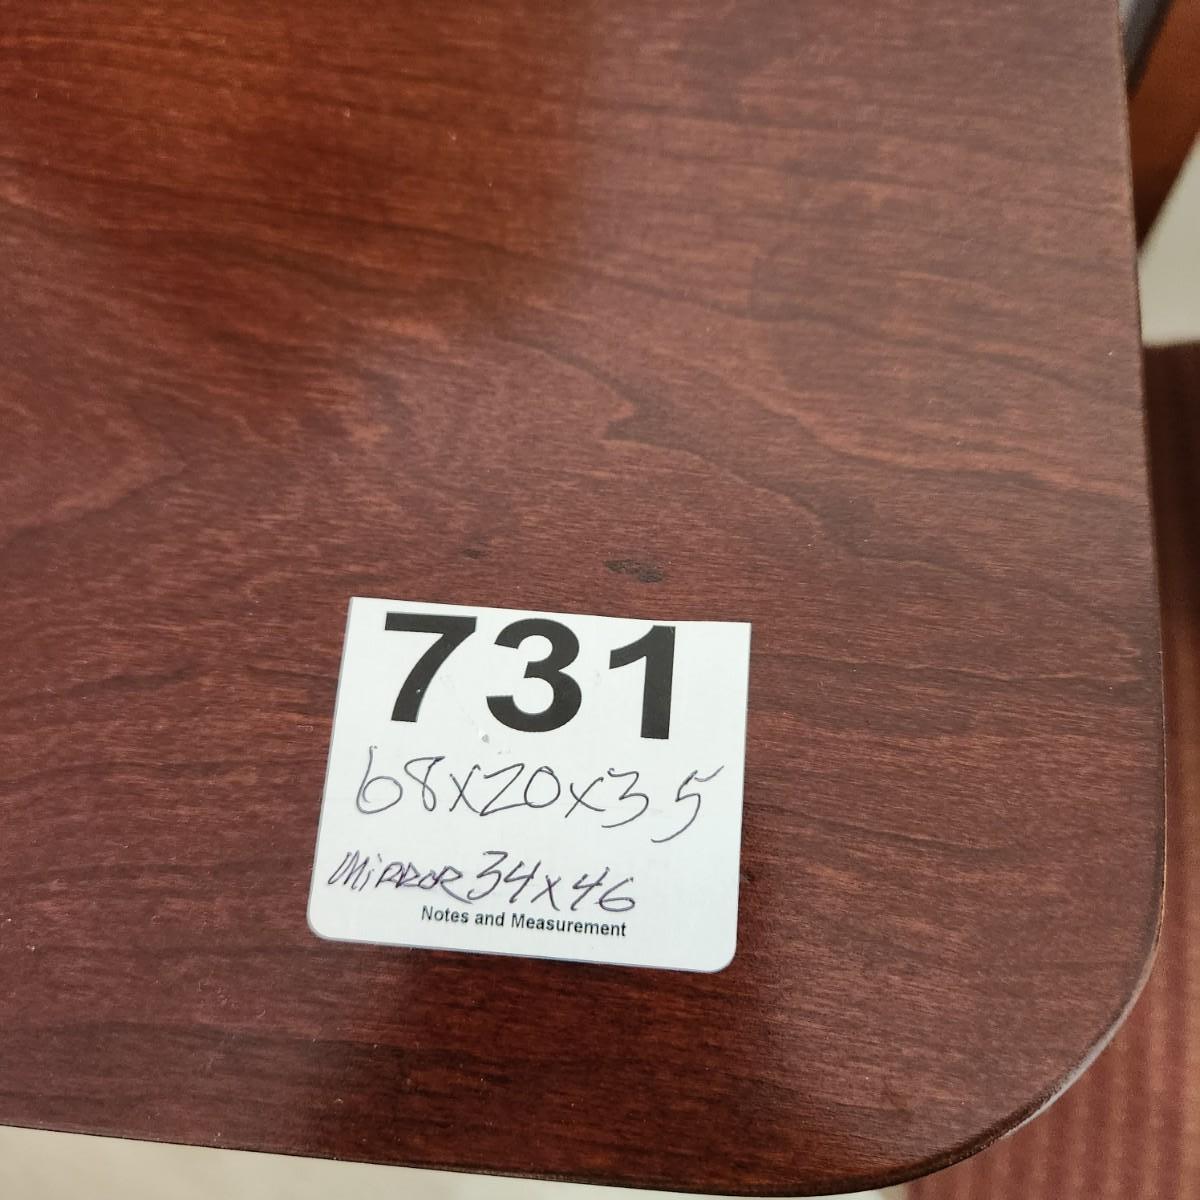 731
68x20x35
MiRROR 34x46
Notes and Measurement